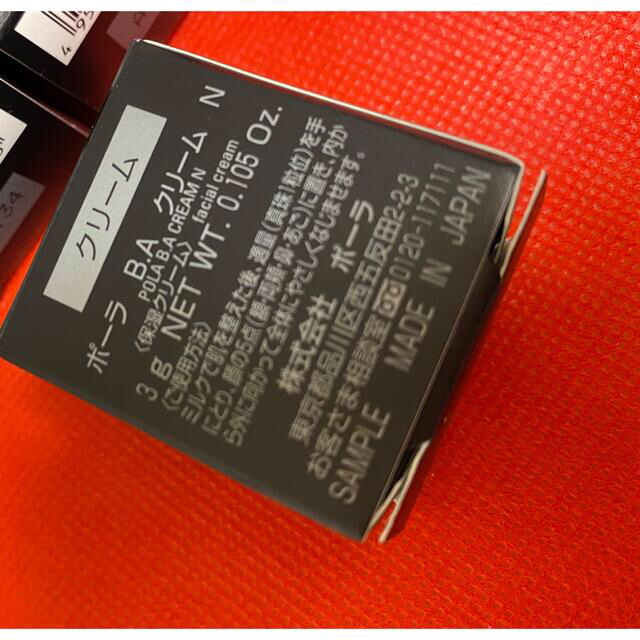 クリーム
ポーラ B.A クリーム N
POLA B.A CREAM N
〈保湿クリーム〉 facial cream
3g NET WT. 0.105 Oz.
〈ご使用方法〉
ミルクで肌を整えた後、適量(真珠1粒位)を手
にとり、顔の5点(額・両頬・鼻・あご)に置き、内か
ら外に向かって全体にやさしくなじませます。
株式会社 ポーラ
東京都品川区西五反田2-2-3
お客さま相談室 0120-117111
SAMPLE MADE IN JAPAN